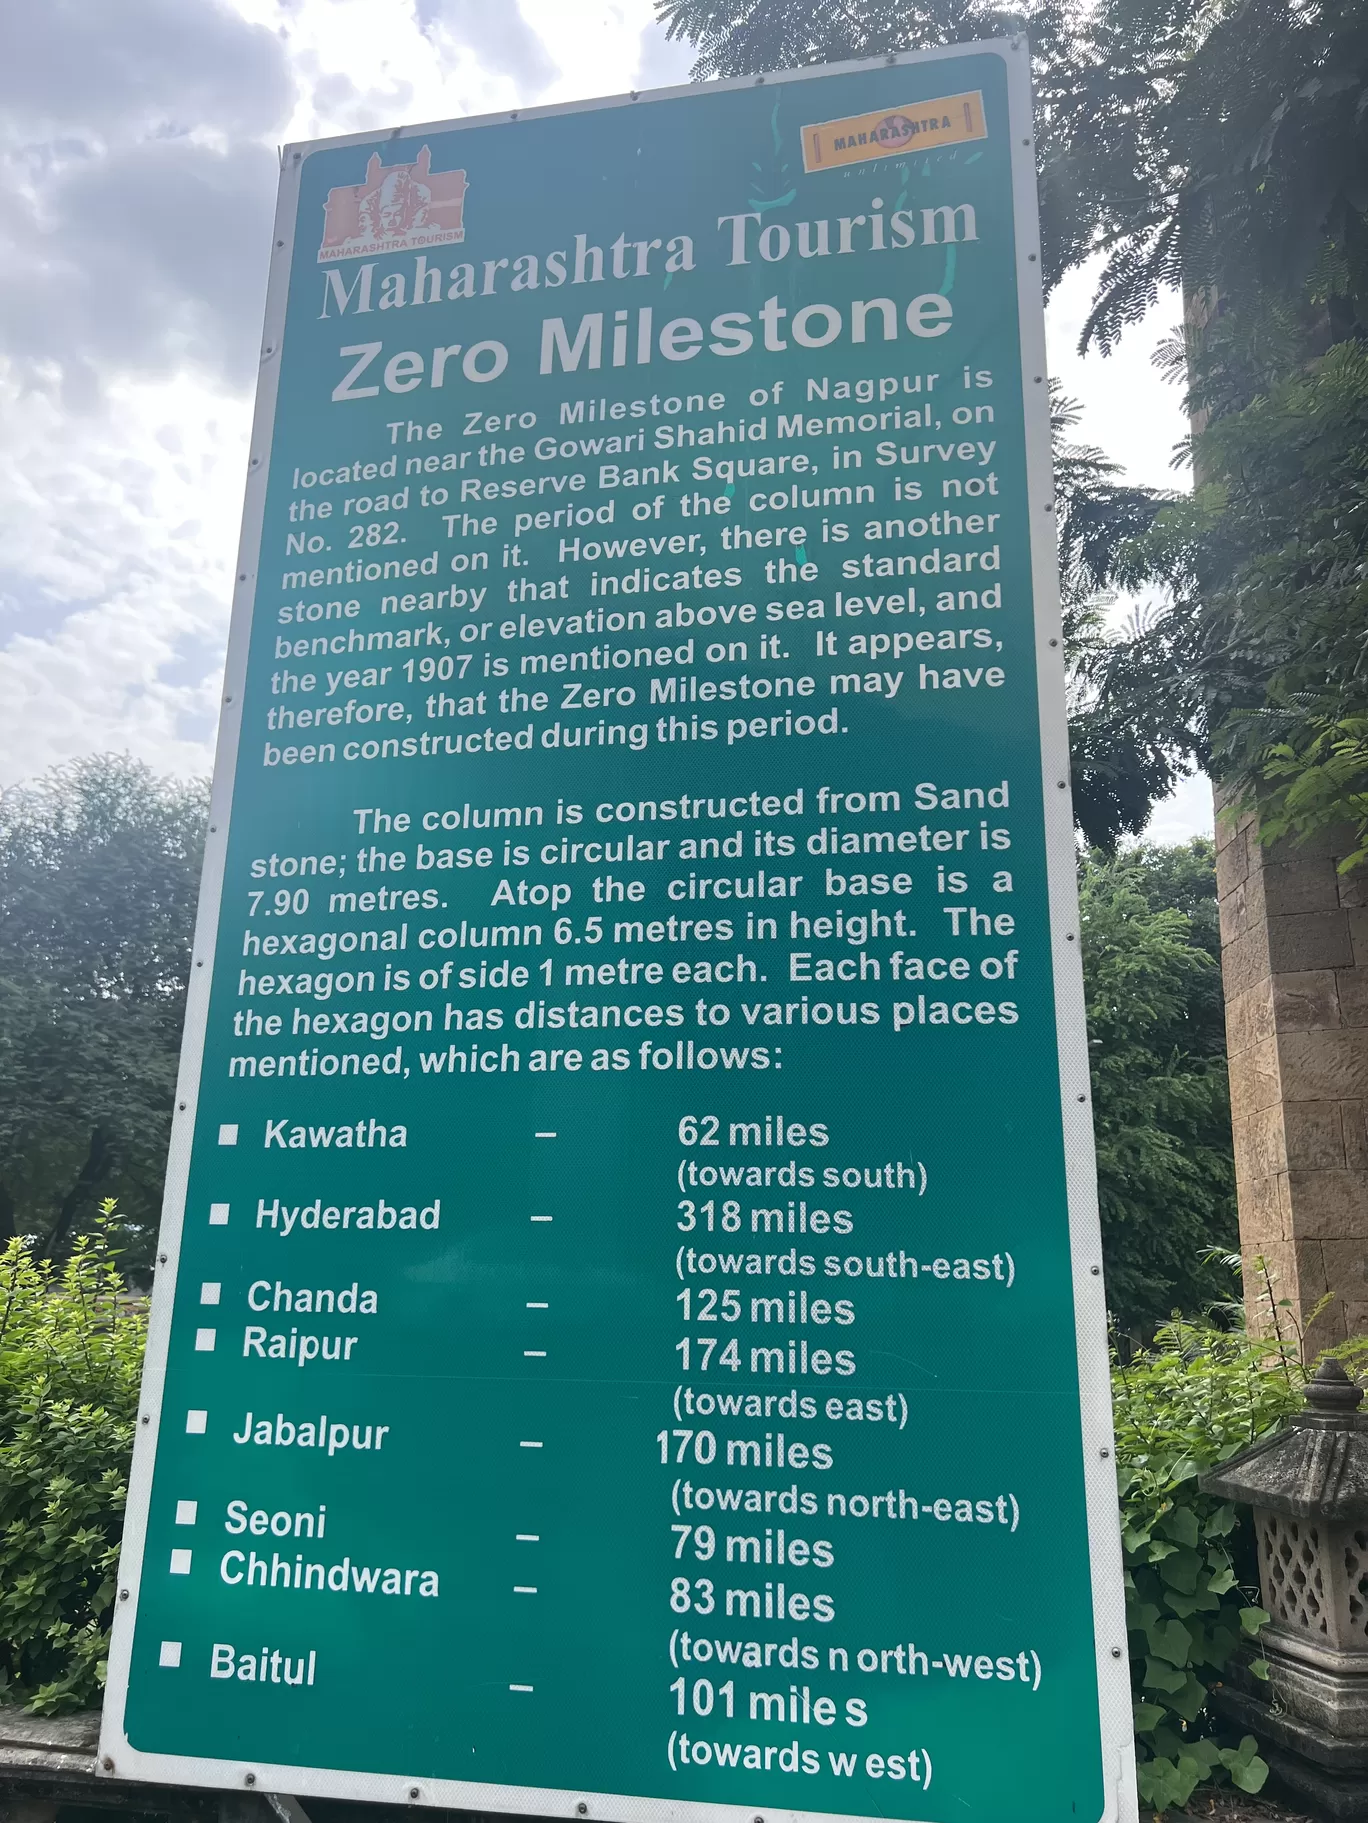 MAHARASHTRA TOURISM
MAHARASHTRA
unlimited
Maharashtra Tourism
Zero Milestone
The Zero Milestone of Nagpur is
located near the Gowari Shahid Memorial, on
the road to Reserve Bank Square, in Survey
No. 282. The period of the column is not
mentioned on it. However, there is another
stone nearby that indicates the standard
benchmark, or elevation above sea level, and
the year 1907 is mentioned on it. It appears,
therefore, that the Zero Milestone may have
been constructed during this period.
The column is constructed from Sand
stone; the base is circular and its diameter is
7.90 metres. Atop the circular base is a
hexagonal column 6.5 metres in height. The
hexagon is of side 1 metre each. Each face of
the hexagon has distances to various places
mentioned, which are as follows:
■ Kawatha – 62 miles
(towards south)
■ Hyderabad – 318 miles
(towards south-east)
■ Chanda – 125 miles
■ Raipur – 174 miles
(towards east)
■ Jabalpur – 170 miles
(towards north-east)
■ Seoni – 79 miles
■ Chhindwara – 83 miles
(towards n orth-west)
■ Baitul – 101 mile s
(towards w est)